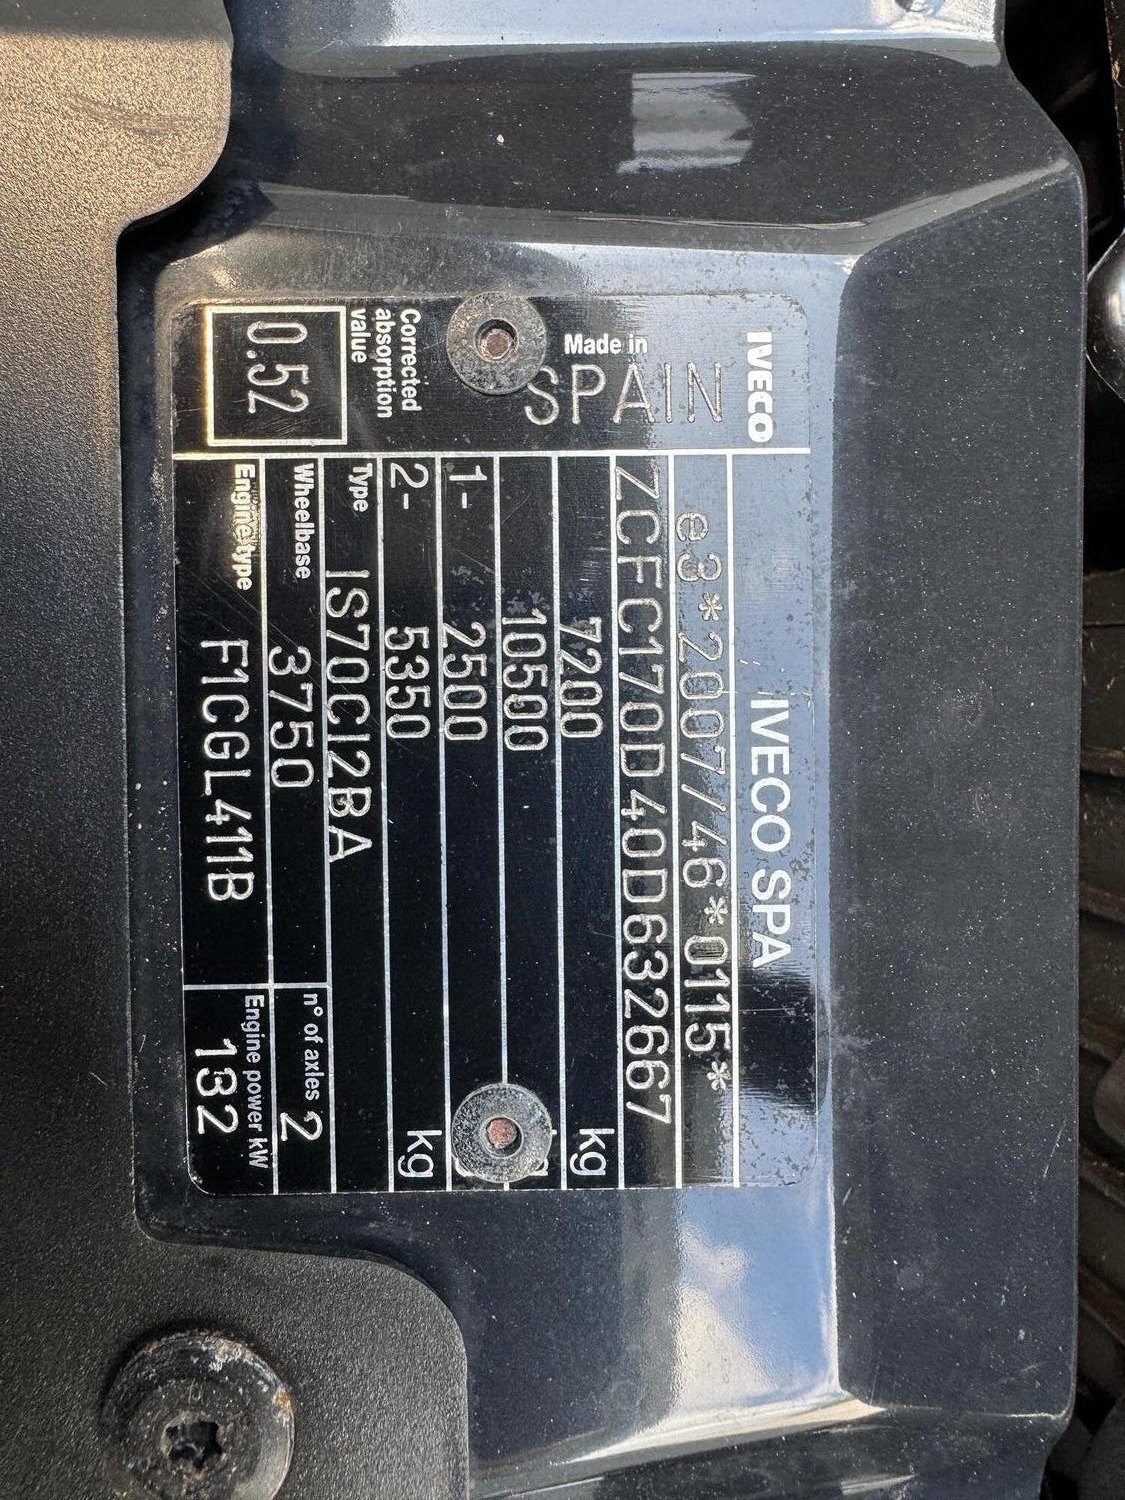 IVECO
IVECO SPA
Made in
SPAIN
e3*2007/46*0115*
ZCFC170D40D632667
7200 kg
10500
1- 2500
2- 5350 kg
Corrected
absorption
value
0.52
Type IS70CI2BA
Wheelbase 3750
n° of axles 2
Engine type F1CGL411B
Engine power kW 132